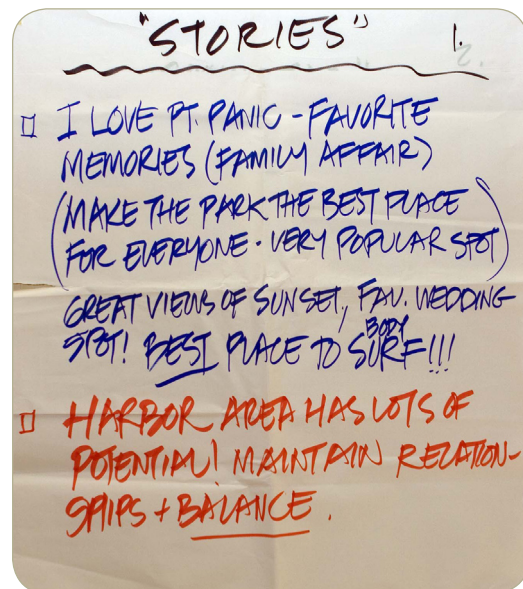 "STORIES" 1.
I LOVE PT. PANIC - FAVORITE
MEMORIES (FAMILY AFFAIR)
(MAKE THE PARK THE BEST PLACE
FOR EVERYONE - VERY POPULAR SPOT)
GREAT VIEWS OF SUNSET, FAV. WEDDING
SPOT! BEST PLACE TO BODY SURF!!!
HARBOR AREA HAS LOTS OF
POTENTIAL! MAINTAIN RELATION-
SHIPS + BALANCE.